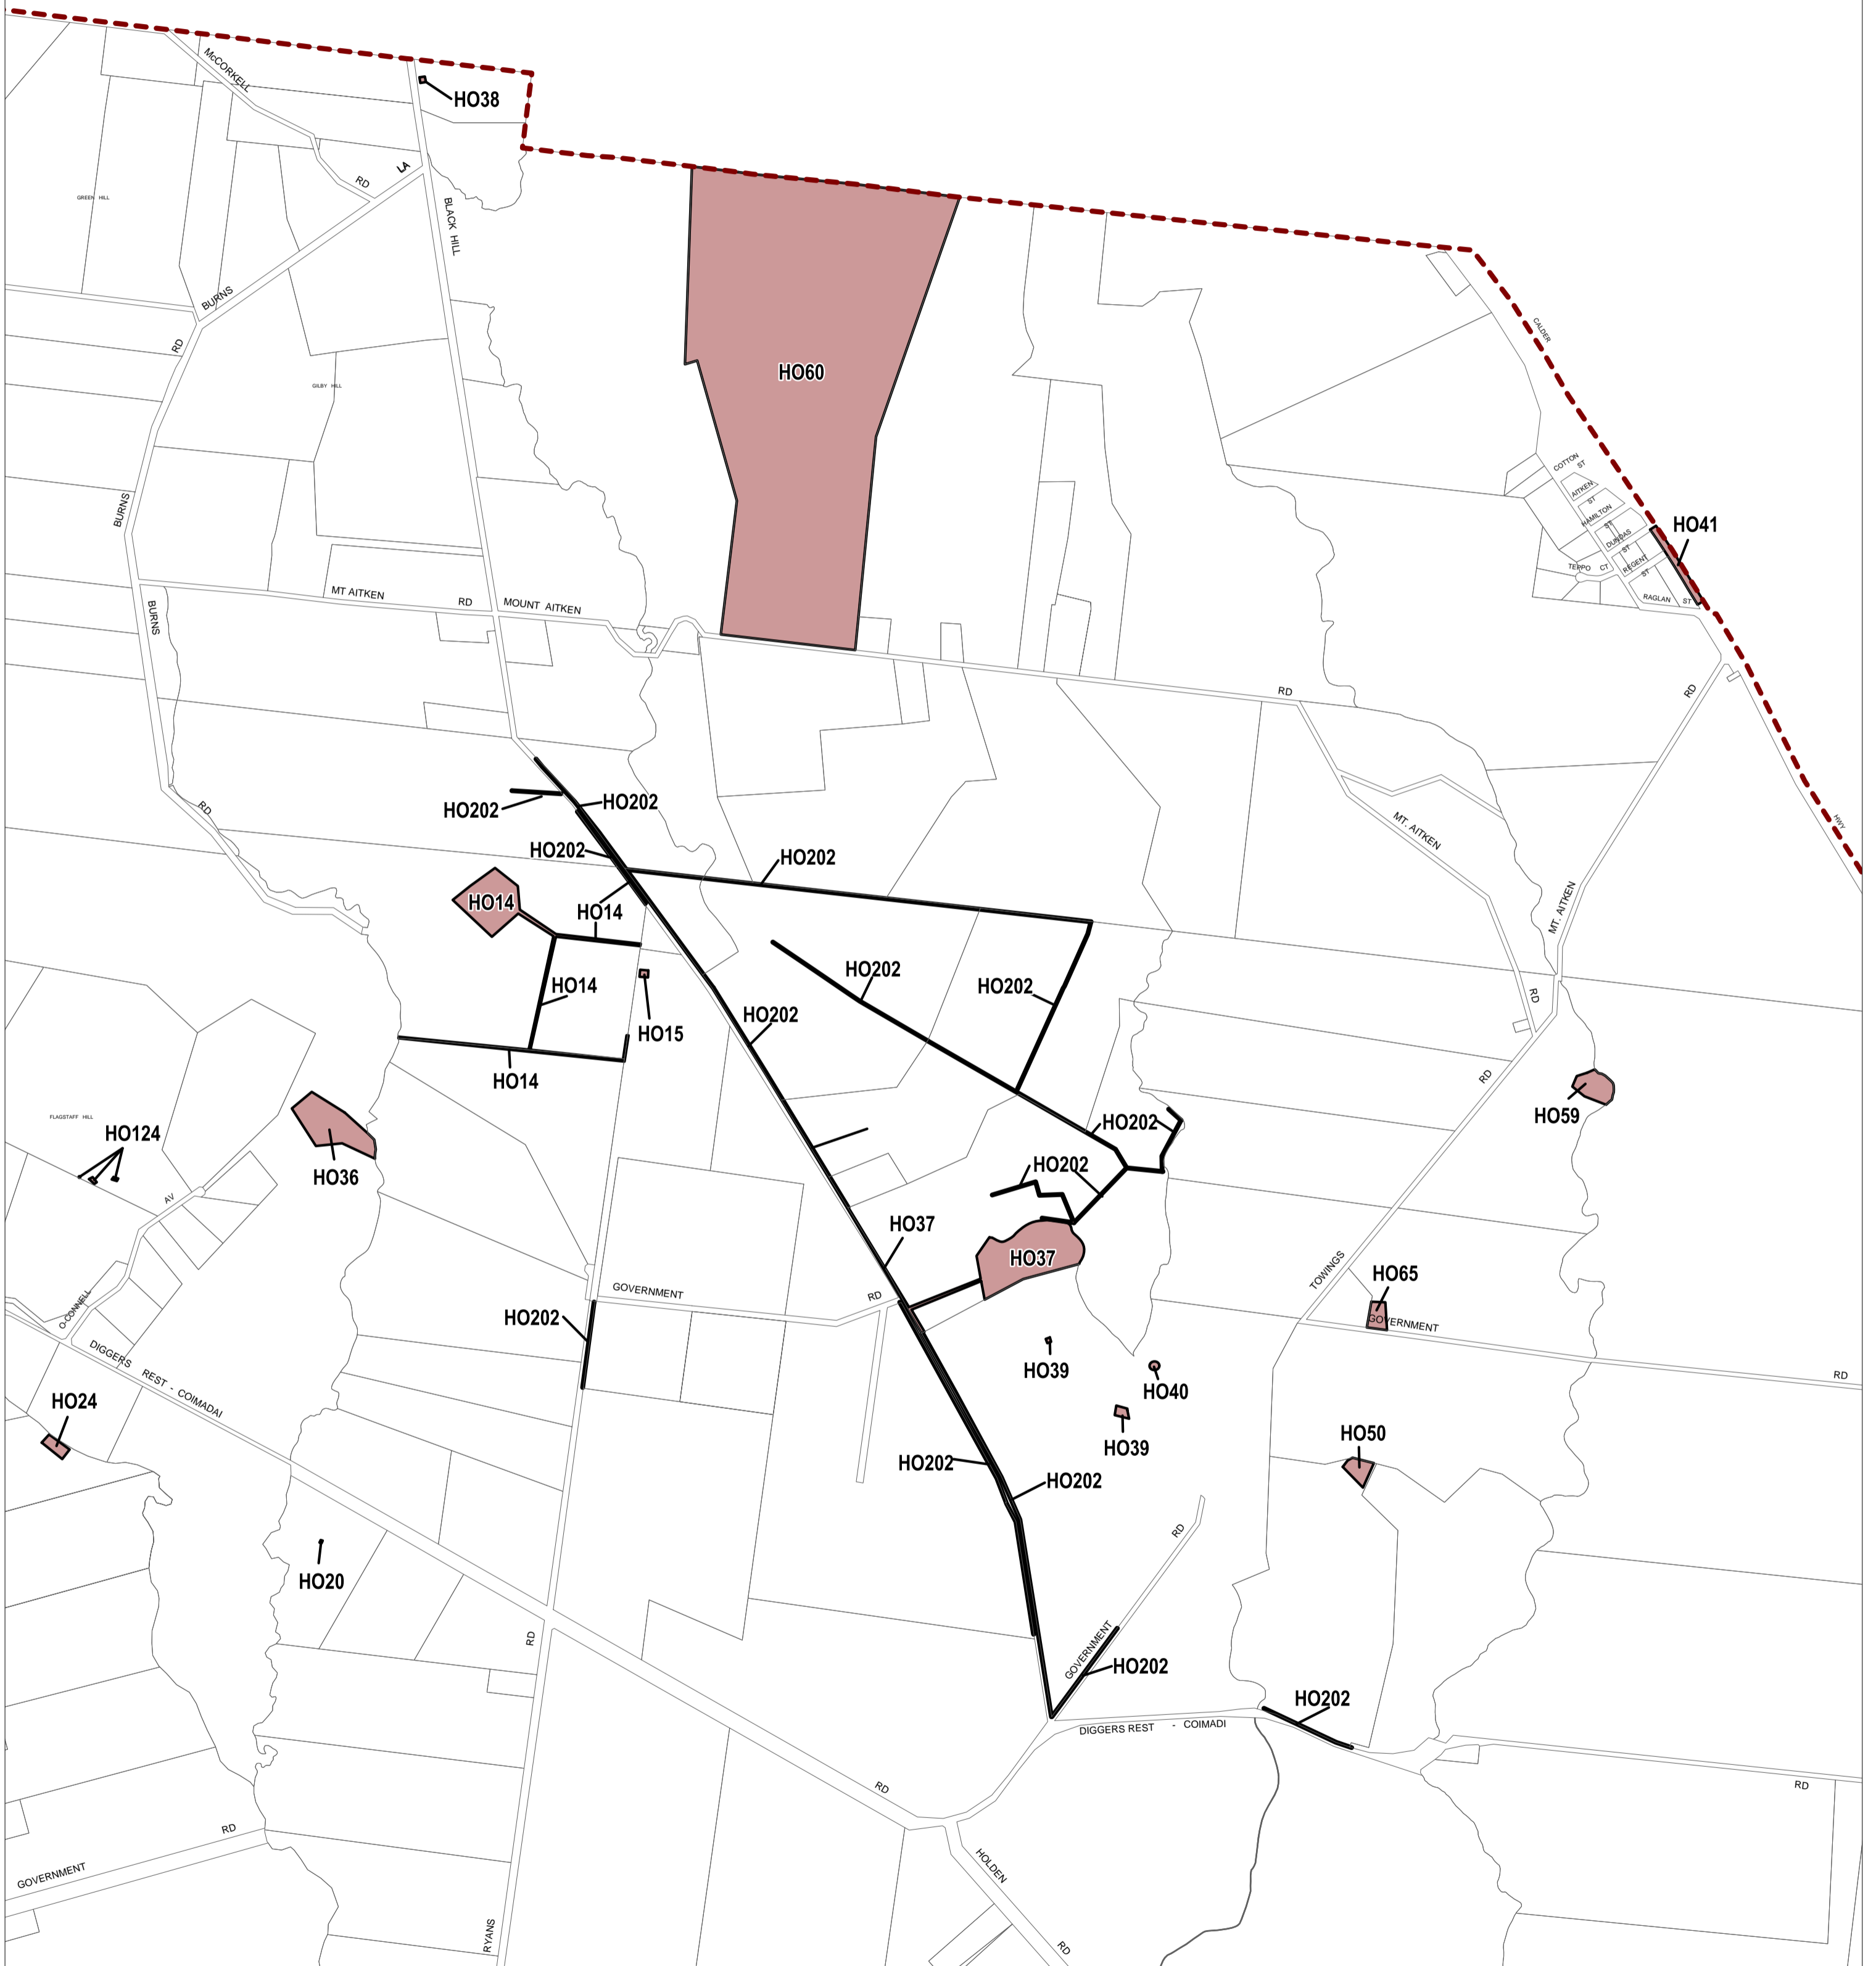 McCORKELL
HO38
RD
LA
GREEN HILL
BLACK HILL
BURNS
CALDER
RD
HO60
GILBY HILL
COTTON
ST
AITKEN
ST
HAMILTON
ST
DUNDAS
ST
REGENT
ST
TEPPO CT
RAGLAN ST
HO41
BURNS
MT AITKEN
RD
MOUNT AITKEN
BURNS
RD
RD
HO202
HO202
RD
HWY
MT. AITKEN
HO202
HO202
HO14
HO14
MT. AITKEN
HO202
HO202
HO14
RD
HO202
HO15
HO14
RD
HO59
FLAGSTAFF HILL
HO202
HO124
HO202
HO36
AV
HO37
HO37
TOWINGS
HO65
GOVERNMENT
RD
O-CONNELL
HO202
GOVERNMENT
DIGGERS REST - COIMADAI
HO39
RD
HO40
HO24
HO50
HO39
HO202
HO202
RD
HO20
RD
GOVERNMENT
HO202
HO202
DIGGERS REST - COIMADI
RD
RD
RD
GOVERNMENT
HOLDEN
RYANS
RD